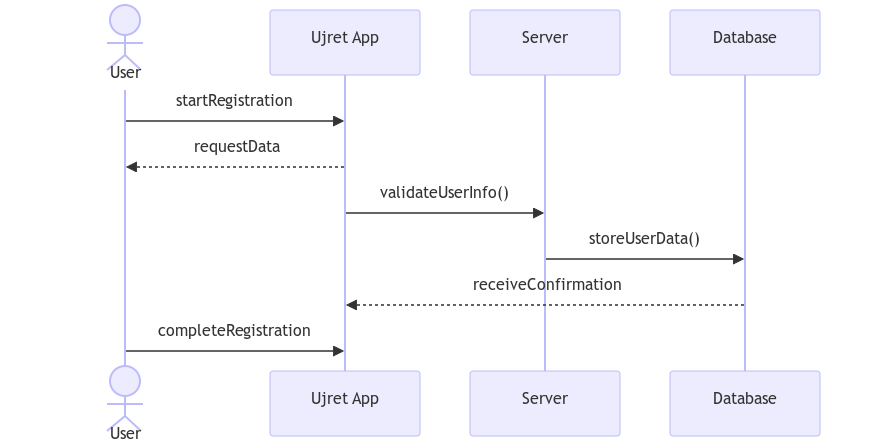 User
Ujret App
Server
Database
startRegistration
requestData
validateUserInfo()
storeUserData()
receiveConfirmation
completeRegistration
User
Ujret App
Server
Database